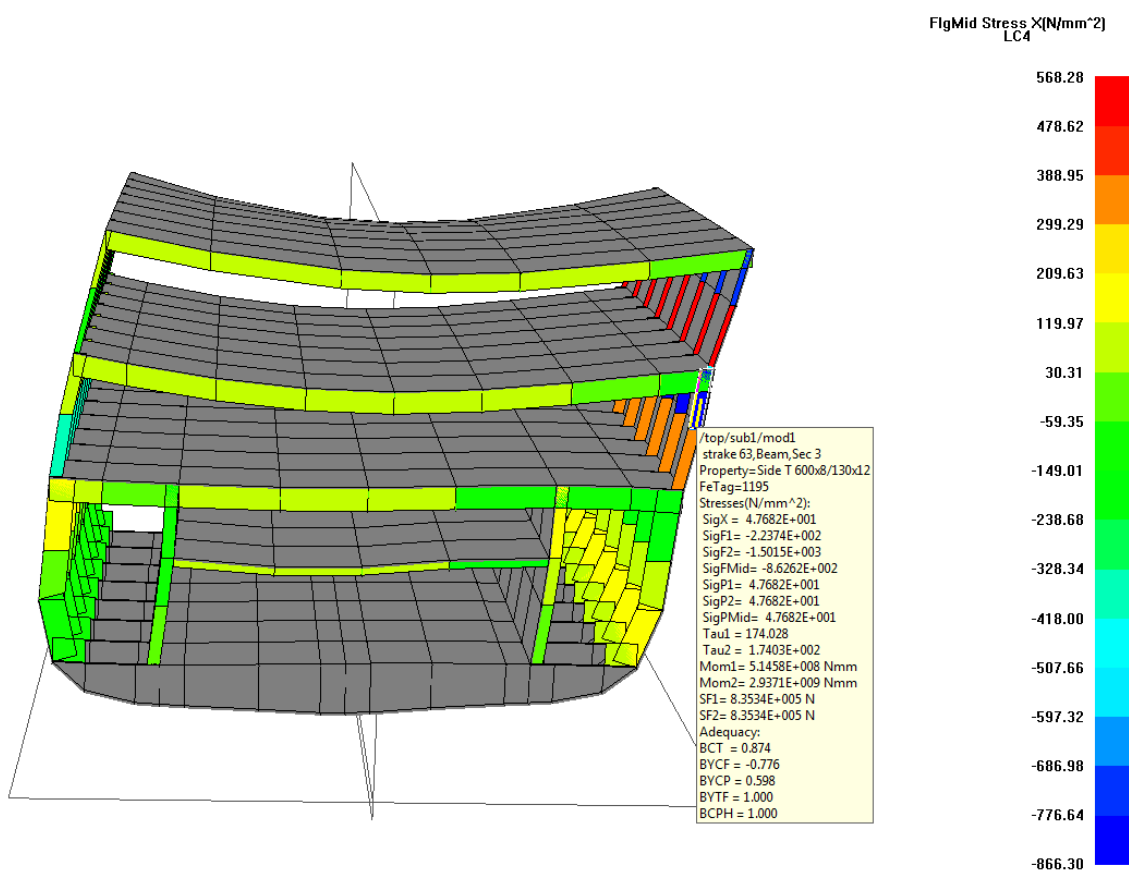 FlgMid Stress X(N/mm^2)
LC4
568.28
478.62
388.95
299.29
209.63
119.97
30.31
-59.35
-149.01
-238.68
-328.34
-418.00
-507.66
-597.32
-686.98
-776.64
-866.30
/top/sub1/mod1
strake 63,Beam,Sec 3
Property=Side T 600x8/130x12
FeTag=1195
Stresses(N/mm^2):
SigX = 4.7682E+001
SigF1= -2.2374E+002
SigF2= -1.5015E+003
SigFMid= -8.6262E+002
SigP1= 4.7682E+001
SigP2= 4.7682E+001
SigPMid= 4.7682E+001
Tau1 = 174.028
Tau2 = 1.7403E+002
Mom1= 5.1458E+008 Nmm
Mom2= 2.9371E+009 Nmm
SF1= 8.3534E+005 N
SF2= 8.3534E+005 N
Adequacy:
BCT = 0.874
BYCF = -0.776
BYCP = 0.598
BYTF = 1.000
BCPH = 1.000